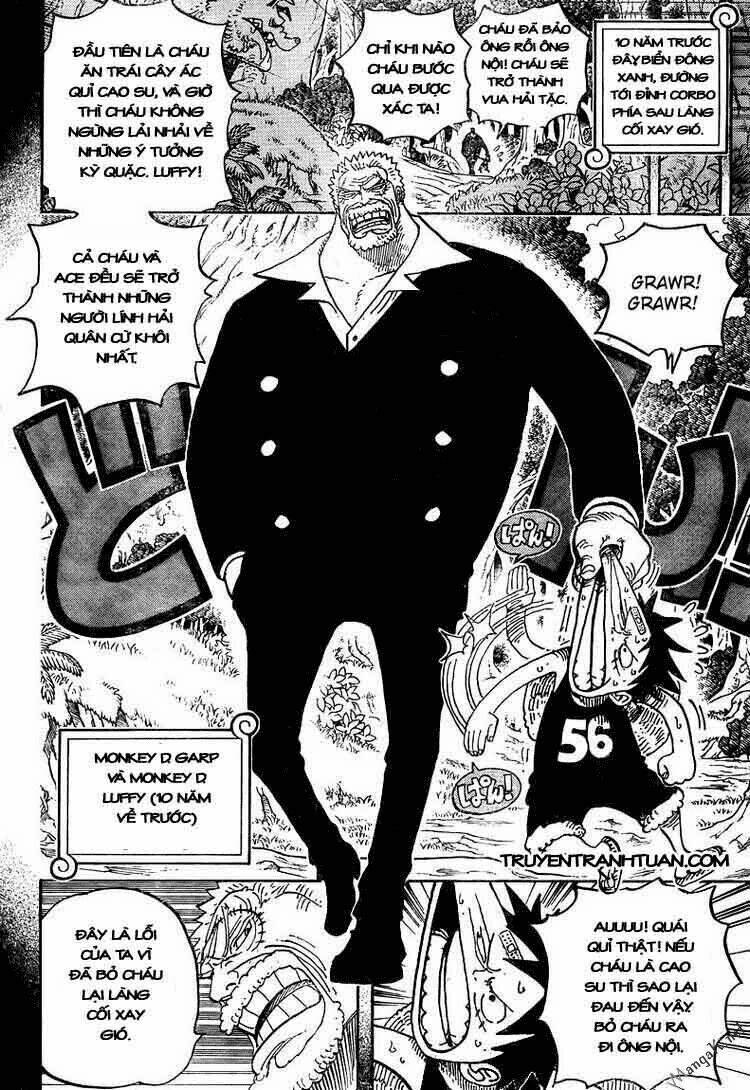 10 NĂM TRƯỚC
ĐÂY.BIỂN ĐÔNG
XANH, ĐƯỜNG
TỚI ĐỈNH CORBO
PHÍA SAU LÀNG
CỐI XAY GIÓ.
CHÁU ĐÃ BẢO
ÔNG RỒI ÔNG
NỘI! CHÁU SẼ
TRỞ THÀNH
VUA HẢI TẶC.
CHỈ KHI NÀO
CHÁU BƯỚC
QUA ĐƯỢC
XÁC TA!
ĐẦU TIÊN LÀ CHÁU
ĂN TRÁI CÂY ÁC
QUỈ CAO SU, VÀ GIỜ
THÌ CHÁU KHÔNG
NGỪNG LẢI NHẢI VỀ
NHỮNG Ý TƯỞNG
KỲ QUẶC. LUFFY!
CẢ CHÁU VÀ
ACE ĐỀU SẼ TRỞ
THÀNH NHỮNG
NGƯỜI LÍNH HẢI
QUÂN CỪ KHÔI
NHẤT.
GRAWR!
GRAWR!
ど
ん!!
ぱん!
ぱん!
56
MONKEY D. GARP
VÀ MONKEY D.
LUFFY (10 NĂM
VỀ TRƯỚC)
TRUYENTRANHTUAN.COM
ĐÂY LÀ LỖI
CỦA TA VÌ
ĐÃ BỎ CHÁU
LẠI LÀNG
CỐI XAY
GIÓ.
AUUUU! QUÁI
QUỈ THẬT! NẾU
CHÁU LÀ CAO
SU THÌ SAO LẠI
ĐAU ĐẾN VẬY.
BỎ CHÁU RA
ĐI ÔNG NỘI.